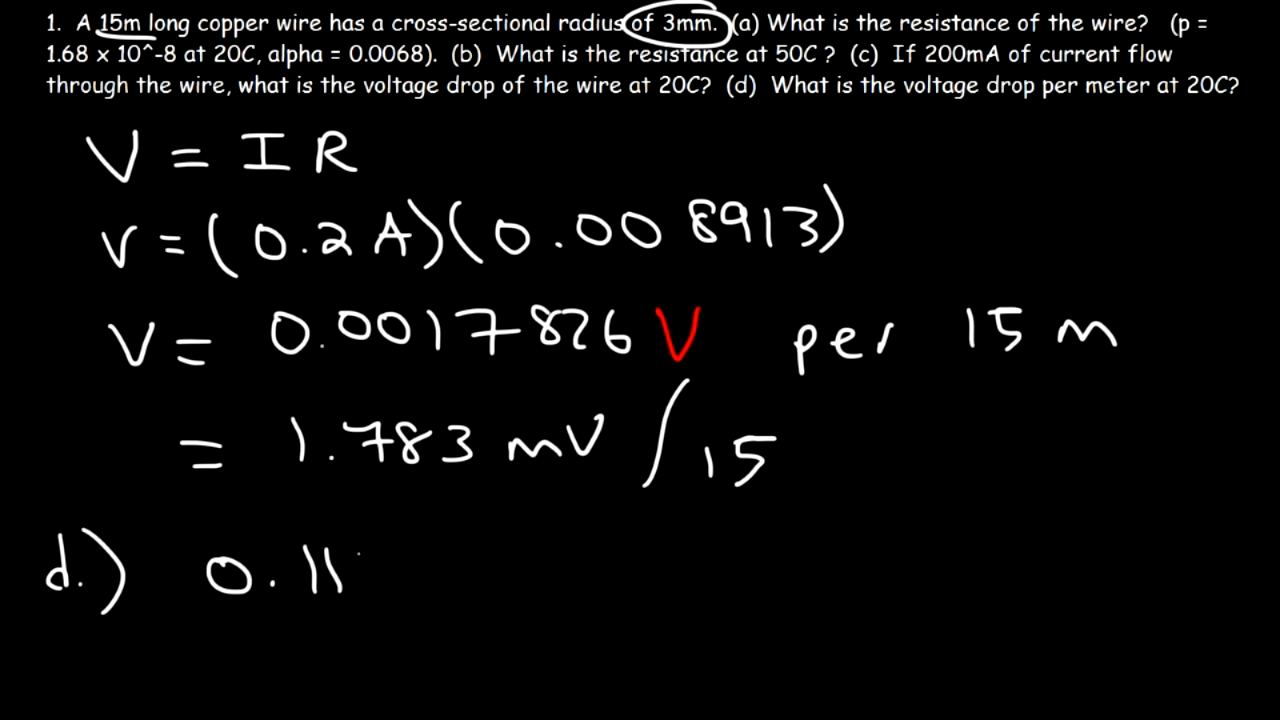 1. A 15m long copper wire has a cross-sectional radius of 3mm. (a) What is the resistance of the wire? (p =
1.68 x 10^-8 at 20C, alpha = 0.0068). (b) What is the resistance at 50C ? (c) If 200mA of current flow
through the wire, what is the voltage drop of the wire at 20C? (d) What is the voltage drop per meter at 20C?
V = IR
V = (0.2 A)(0.008913)
V = 0.0017826 V per 15 m
= 1.783 mV / 15
d.) 0.11